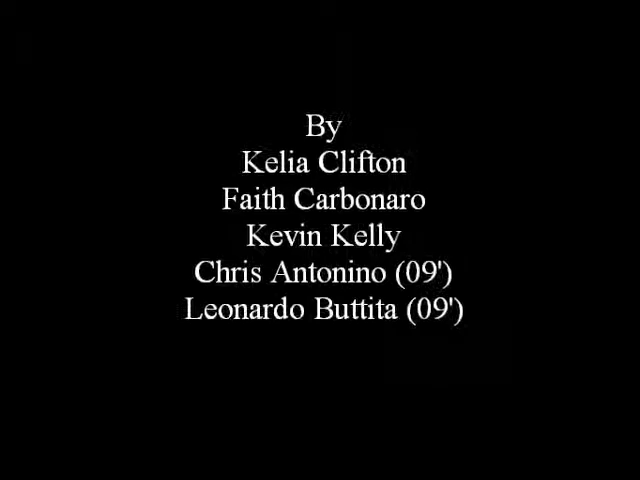 By
Kelia Clifton
Faith Carbonaro
Kevin Kelly
Chris Antonino (09')
Leonardo Buttita (09')